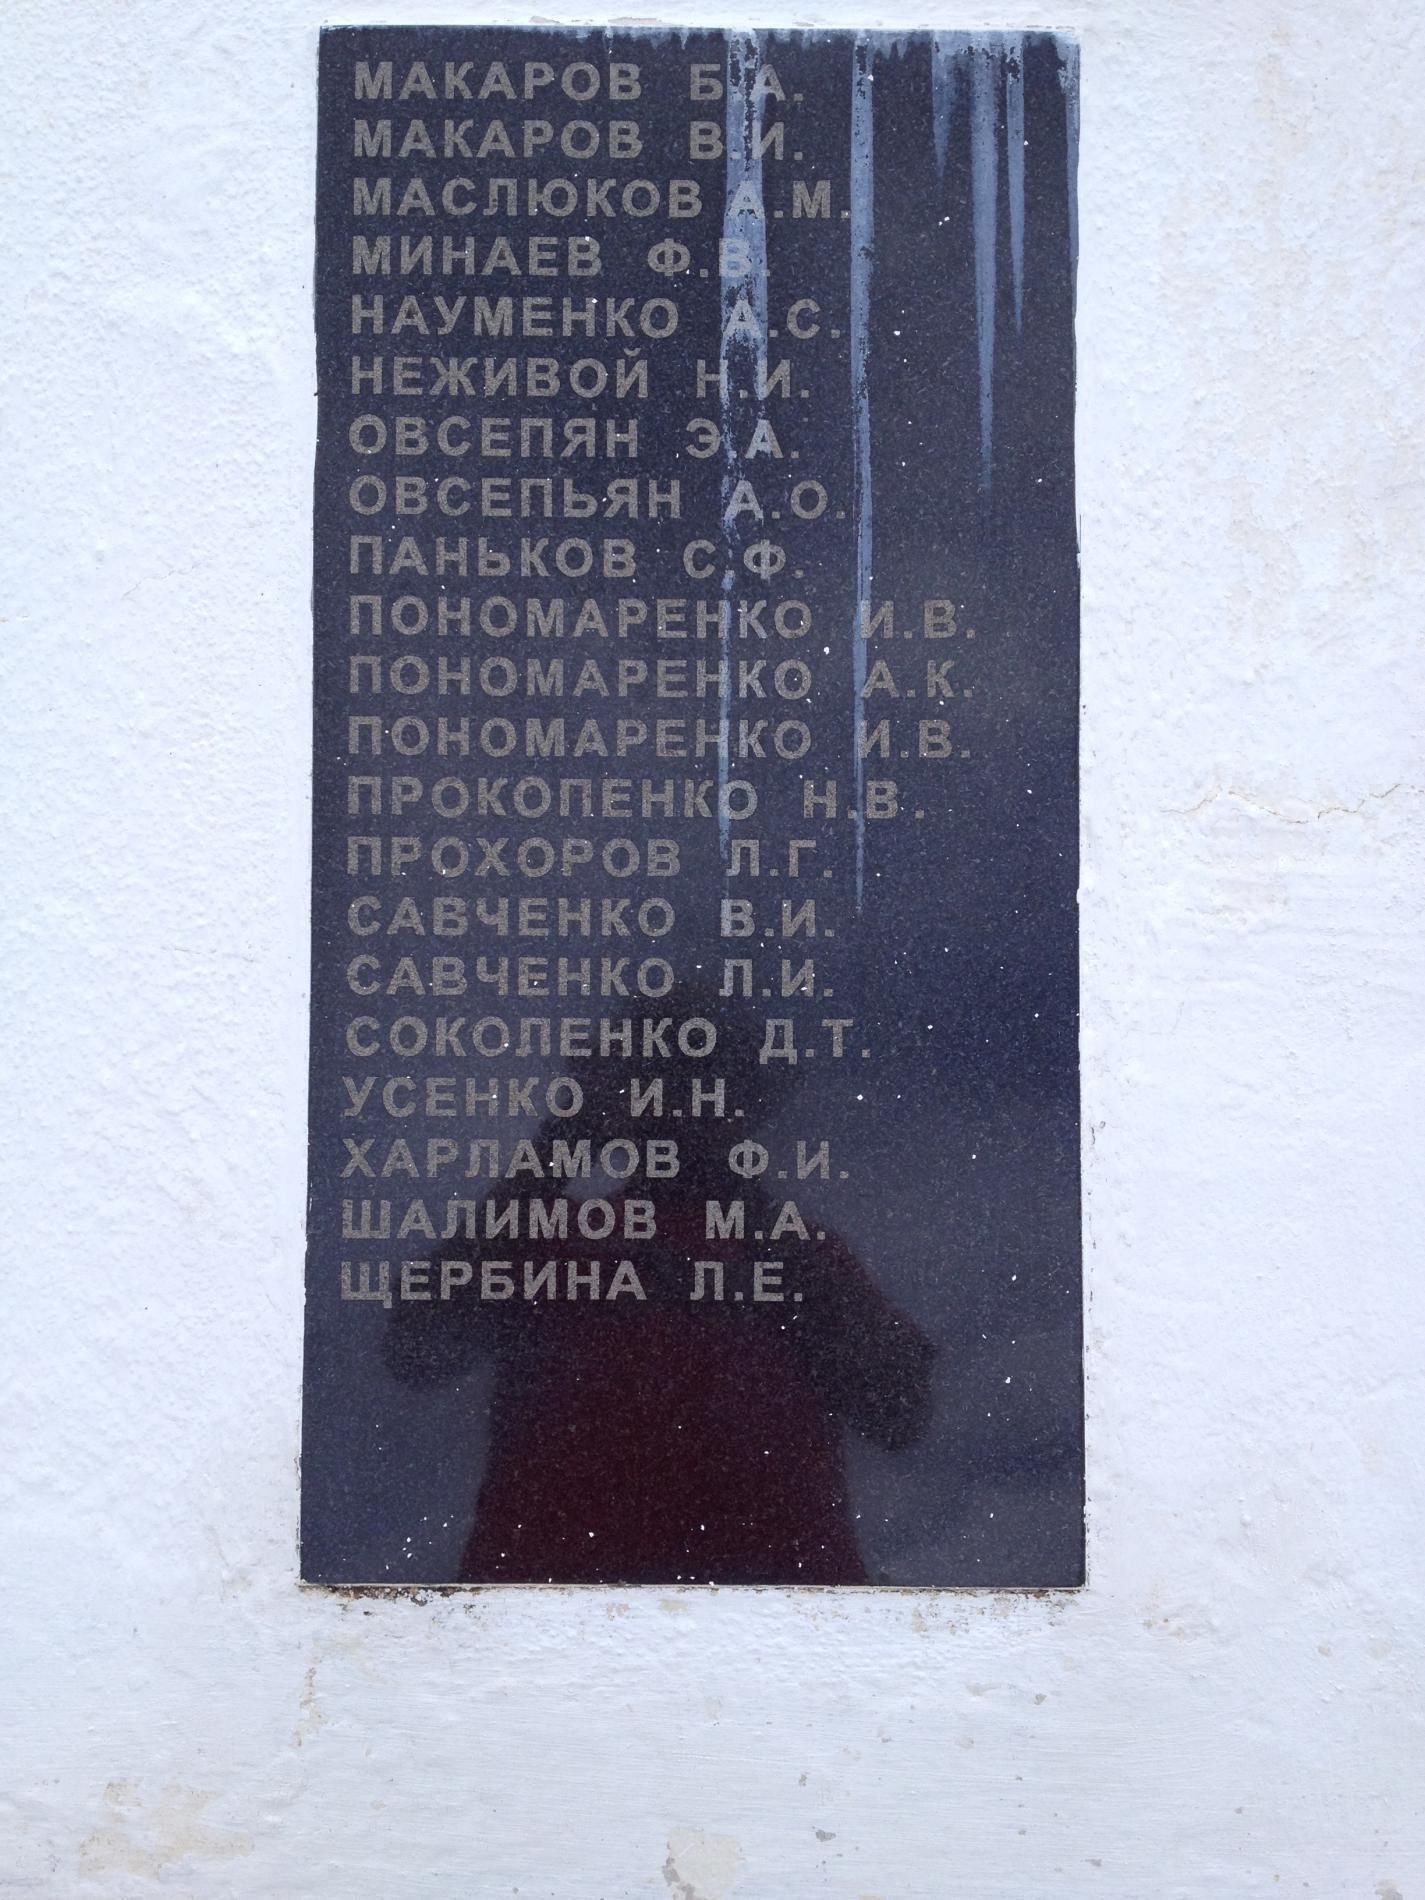 МАКАРОВ Б.А.
МАКАРОВ В.И.
МАСЛЮКОВ А.М.
МИНАЕВ Ф.В.
НАУМЕНКО А.С.
НЕЖИВОЙ Н.И.
ОВСЕПЯН Э.А.
ОВСЕПЬЯН А.О.
ПАНЬКОВ С.Ф.
ПОНОМАРЕНКО И.В.
ПОНОМАРЕНКО А.К.
ПОНОМАРЕНКО И.В.
ПРОКОПЕНКО Н.В.
ПРОХОРОВ Л.Г.
САВЧЕНКО В.И.
САВЧЕНКО Л.И.
СОКОЛЕНКО Д.Т.
УСЕНКО И.Н.
ХАРЛАМОВ Ф.И.
ШАЛИМОВ М.А.
ЩЕРБИНА Л.Е.